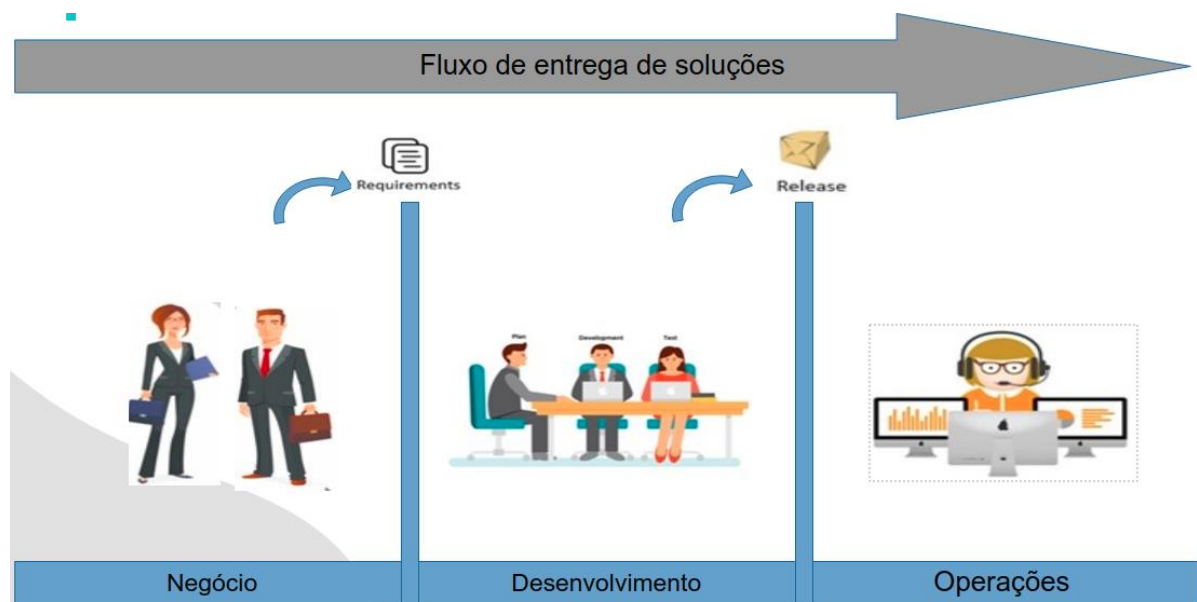 Fluxo de entrega de soluções
Requirements
Release
Plan
Development
Test
Negócio
Desenvolvimento
Operações